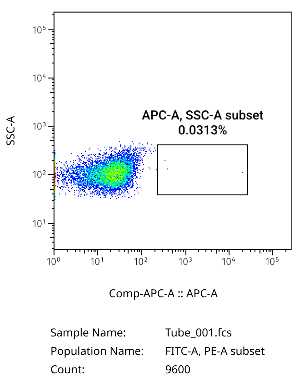 10⁵
10⁴
SSC-A
APC-A, SSC-A subset
10³
0.0313%
10²
10¹
10⁰ 10¹ 10² 10³ 10⁴ 10⁵
Comp-APC-A :: APC-A
Sample Name: Tube_001.fcs
Population Name: FITC-A, PE-A subset
Count: 9600